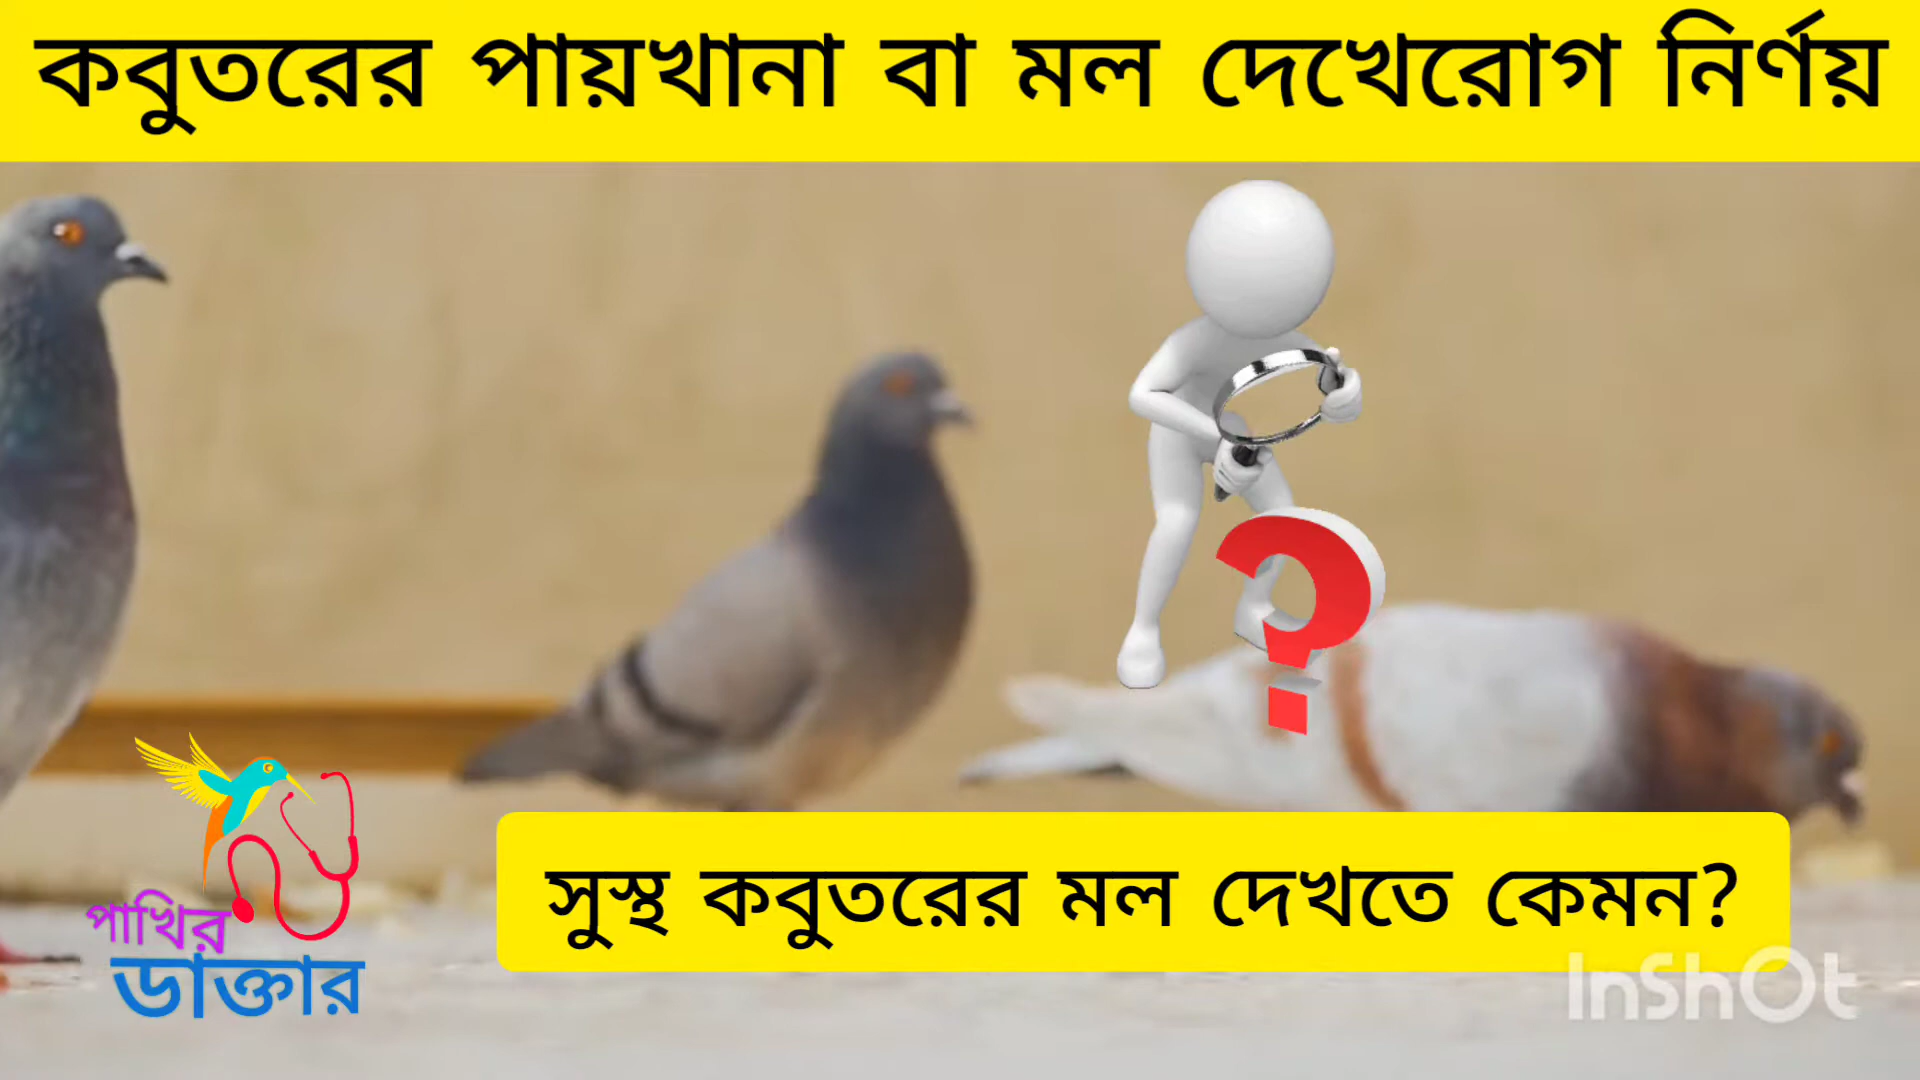 কবুতরের পায়খানা বা মল দেখেরোগ নির্ণয়
সুস্থ কবুতরের মল দেখতে কেমন?
পাখির
ডাক্তার
InShOt